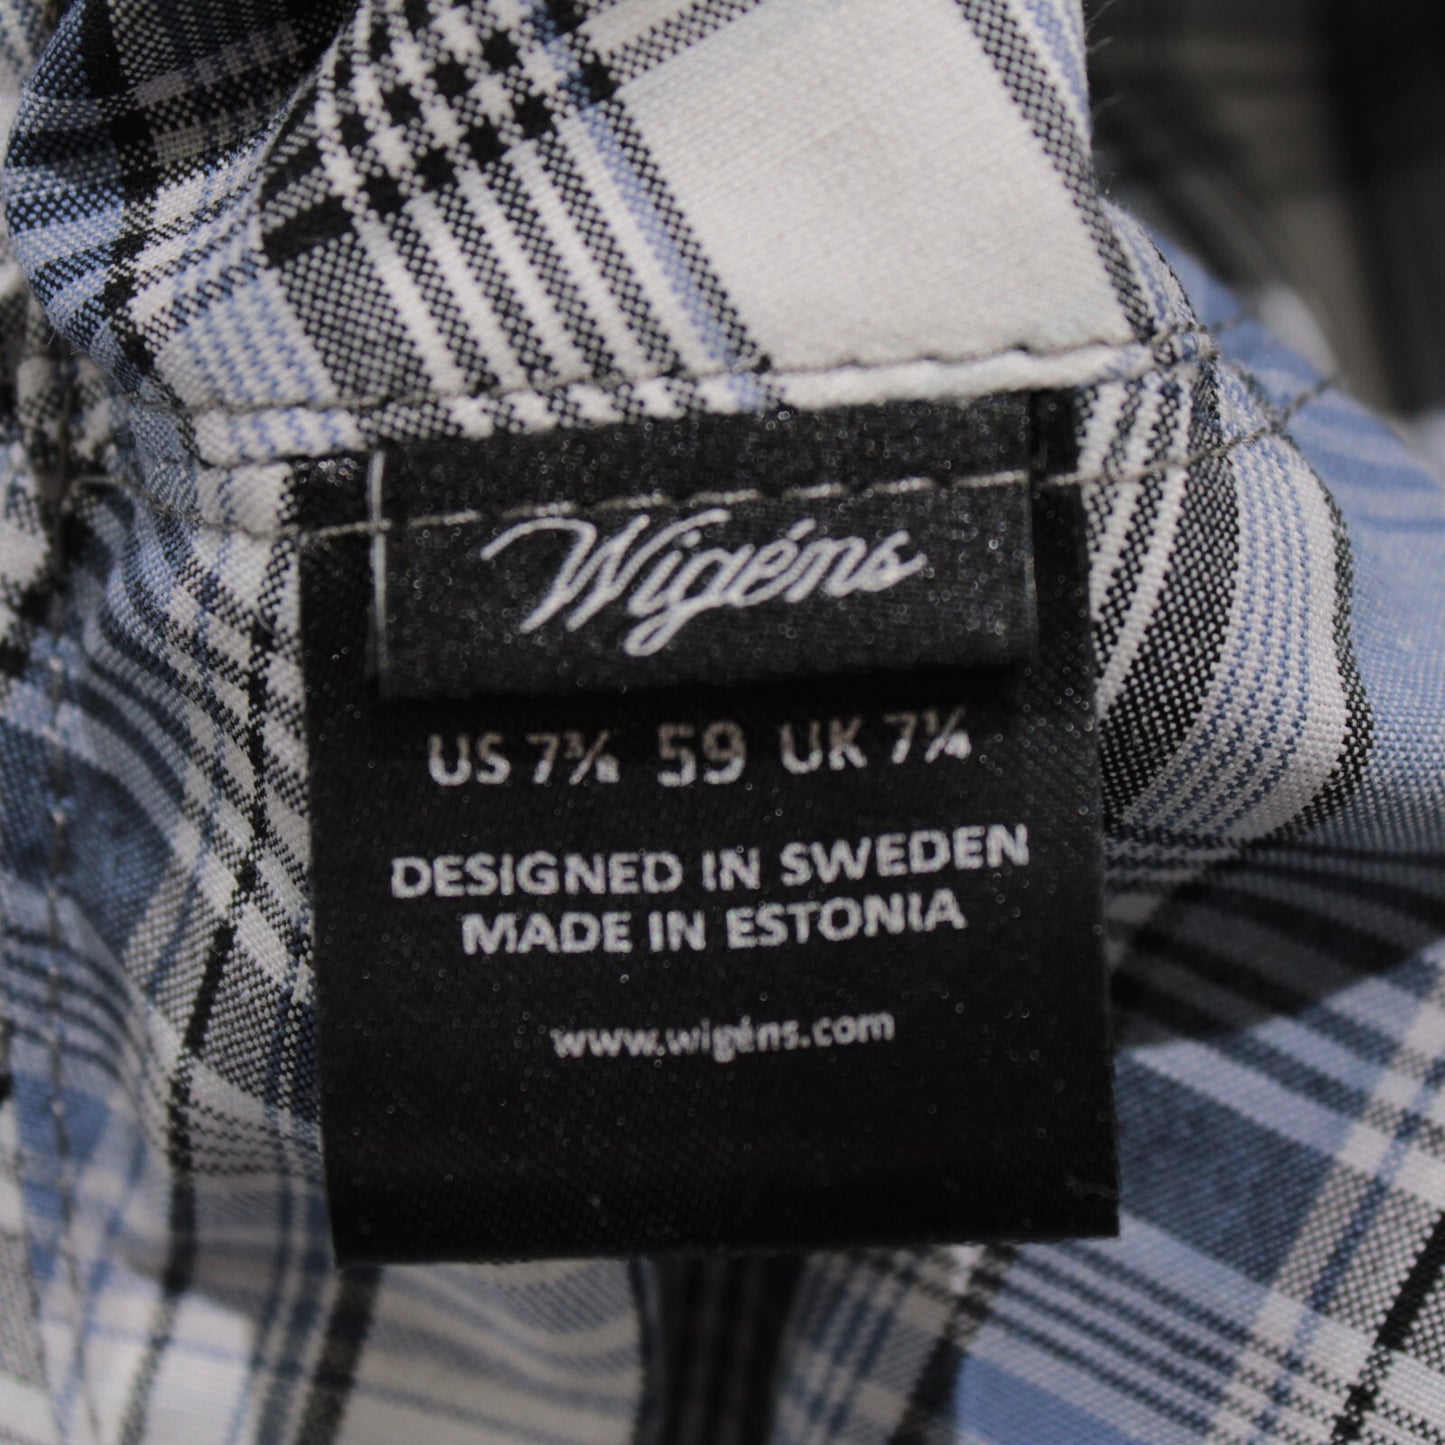 Wigéns
US 7⅜ 59 UK 7¼
DESIGNED IN SWEDEN
MADE IN ESTONIA
www.wigéns.com